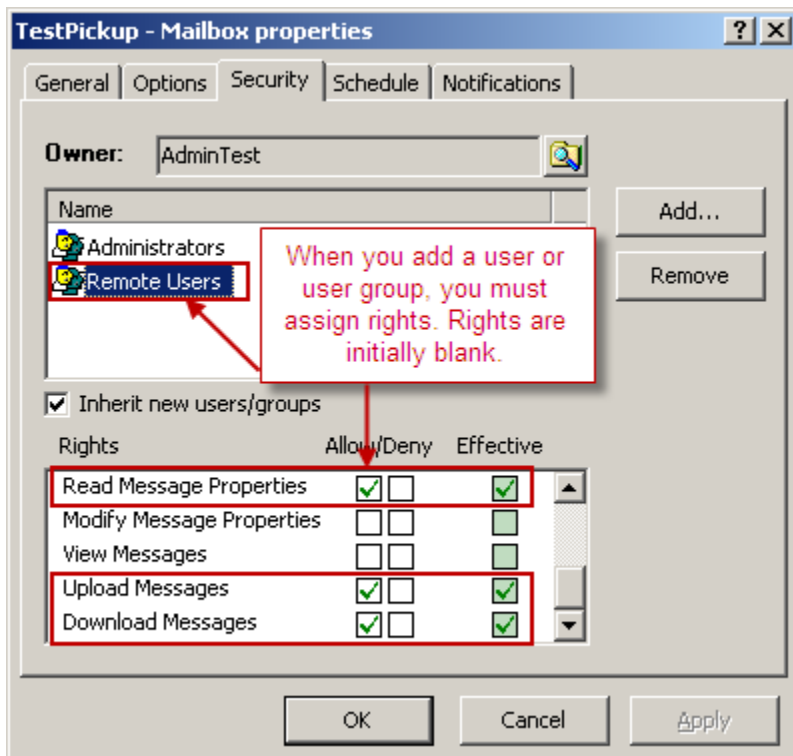 TestPickup - Mailbox properties
General Options Security Schedule Notifications
Owner: AdminTest
Name
Add...
Administrators
Remote Users
Remove
When you add a user or
user group, you must
assign rights. Rights are
initially blank.
Inherit new users/groups
Rights Allow/Deny Effective
Read Message Properties
Modify Message Properties
View Messages
Upload Messages
Download Messages
OK Cancel Apply